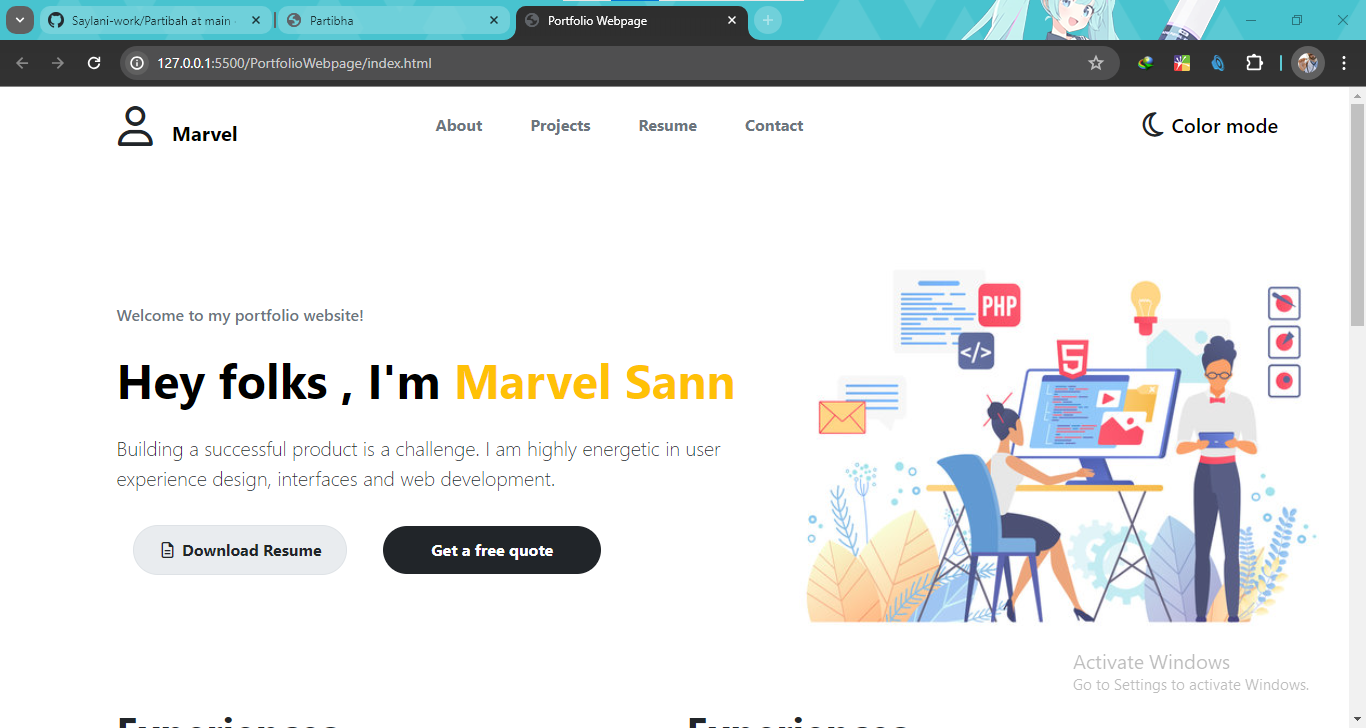 Saylani-work/Partibah at main
Partibha
Portfolio Webpage
127.0.0.1:5500/PortfolioWebpage/index.html
Marvel
About
Projects
Resume
Contact
Color mode
Welcome to my portfolio website!
Hey folks , I'm Marvel Sann
Building a successful product is a challenge. I am highly energetic in user
experience design, interfaces and web development.
Download Resume
Get a free quote
PHP
</>
5
Activate Windows
Go to Settings to activate Windows.
Experiences
Experiences